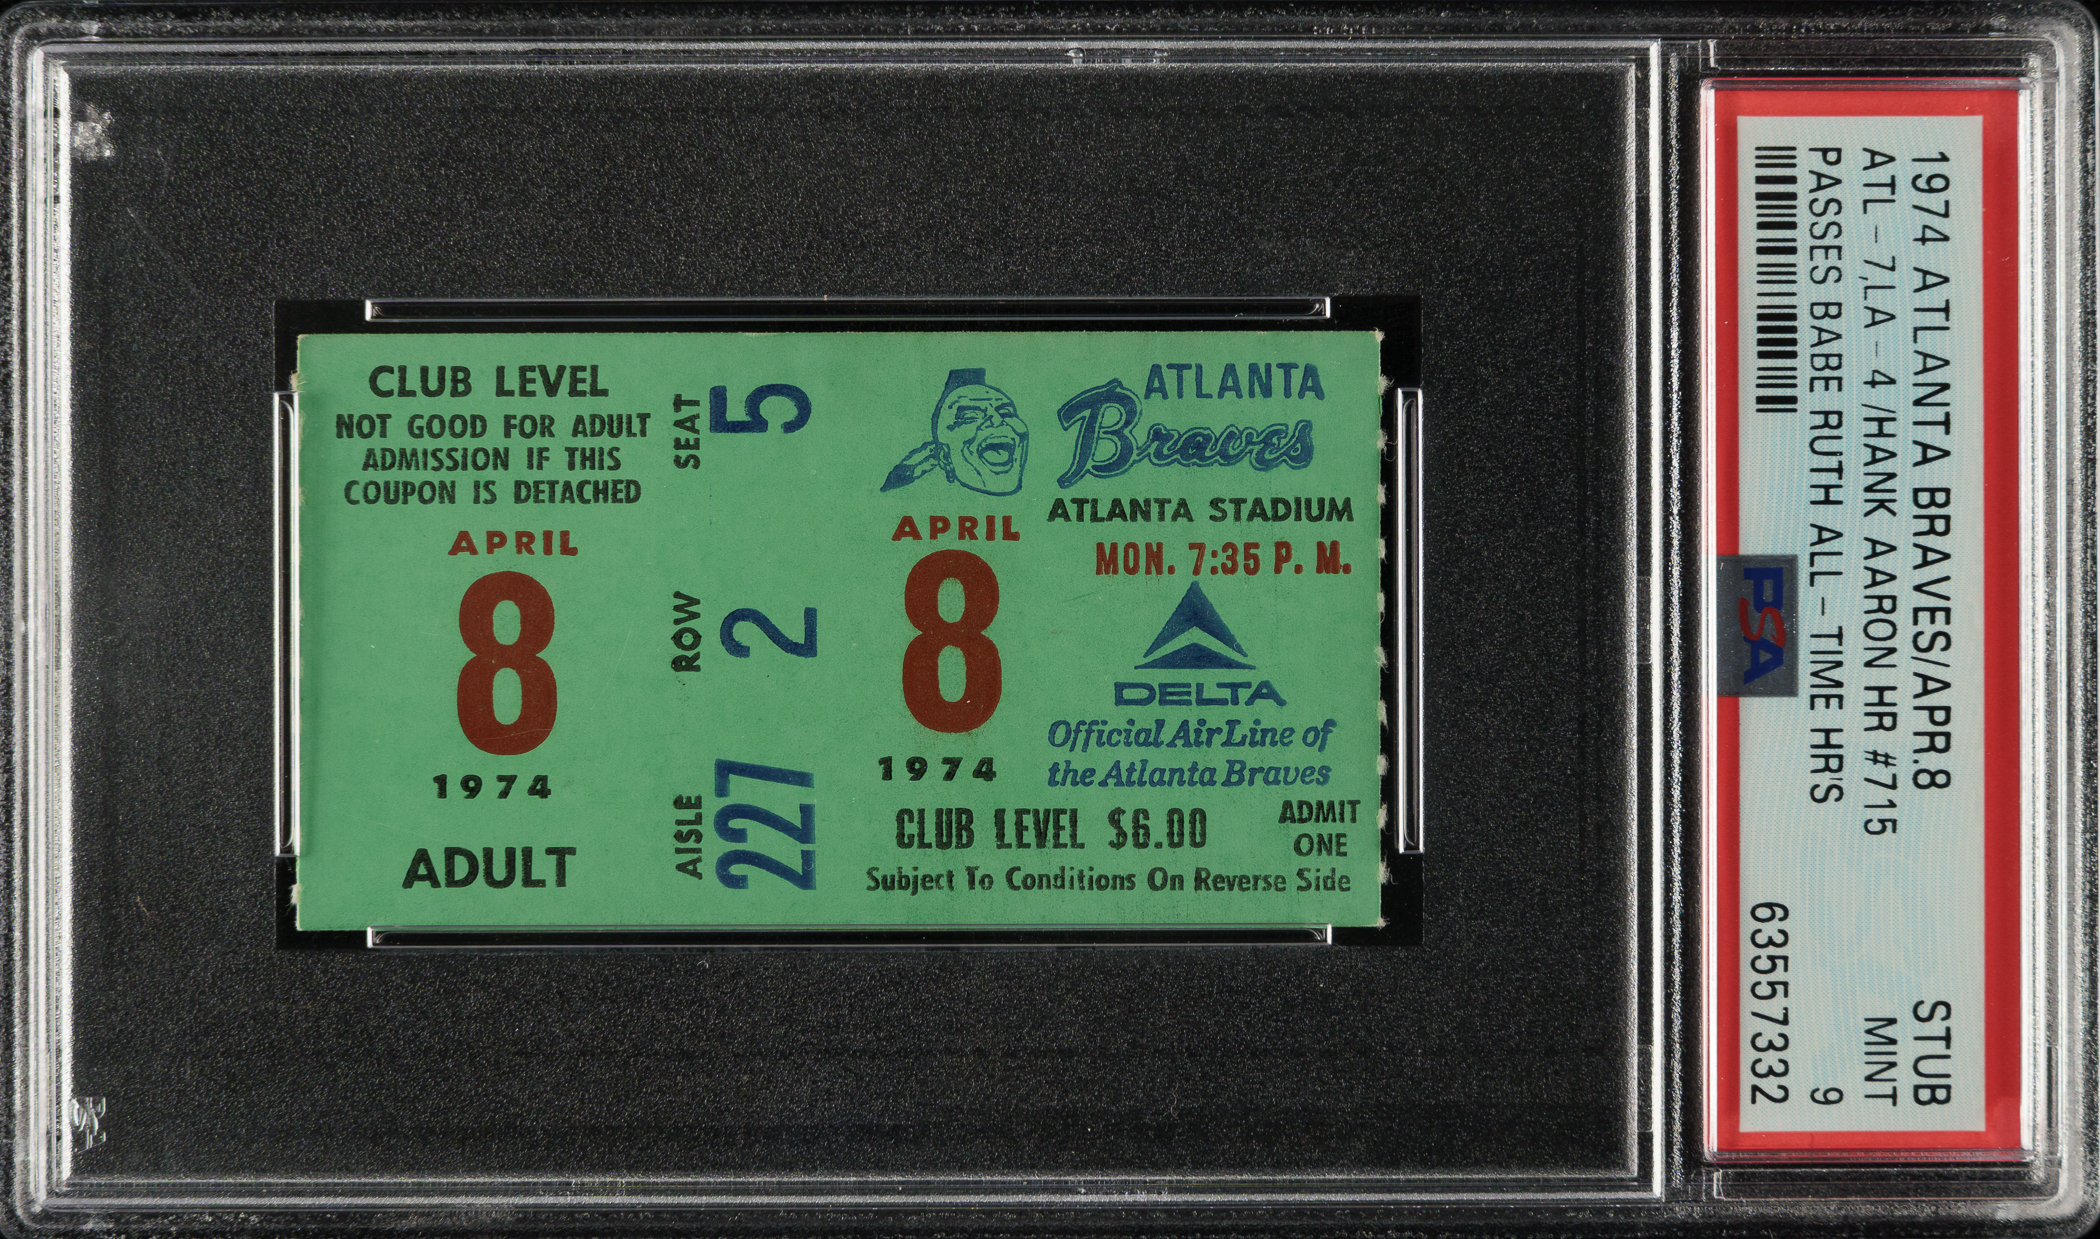 CLUB LEVEL
NOT GOOD FOR ADULT
ADMISSION IF THIS
COUPON IS DETACHED
APRIL
8
1974
ADULT
SEAT 5
ROW 2
AISLE 227
ATLANTA
Braves
ATLANTA STADIUM
APRIL
8
1974
MON. 7:35 P. M.
DELTA
Official Air Line of
the Atlanta Braves
CLUB LEVEL $6.00
ADMIT
ONE
Subject To Conditions On Reverse Side
1974 ATLANTA BRAVES/APR.8 STUB
ATL-7,LA-4/HANK AARON HR #715 MINT
PASSES BABE RUTH ALL-TIME HR'S 9
63557332
PSA